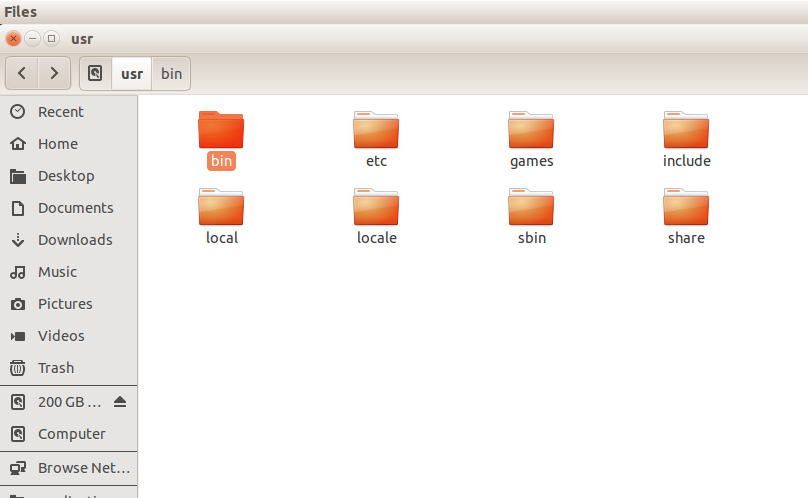 Files
usr
usr bin
Recent
Home
Desktop
Documents
Downloads
Music
Pictures
Videos
Trash
200 GB ...
Computer
Browse Net...
bin etc games include
local locale sbin share